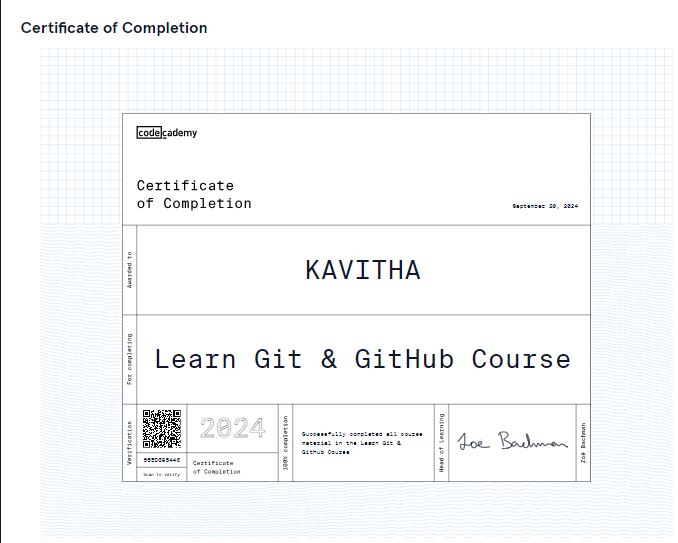 Certificate of Completion
codecademy
Certificate
of Completion
September 20, 2024
Awarded to
KAVITHA
For completing
Learn Git & GitHub Course
Verification
Scan to verify
2024
Certificate
of Completion
100% completion
Successfully completed all course
material in the Learn Git &
GitHub Course
Head of Learning
Zoe Bachman
Zoë Bachman